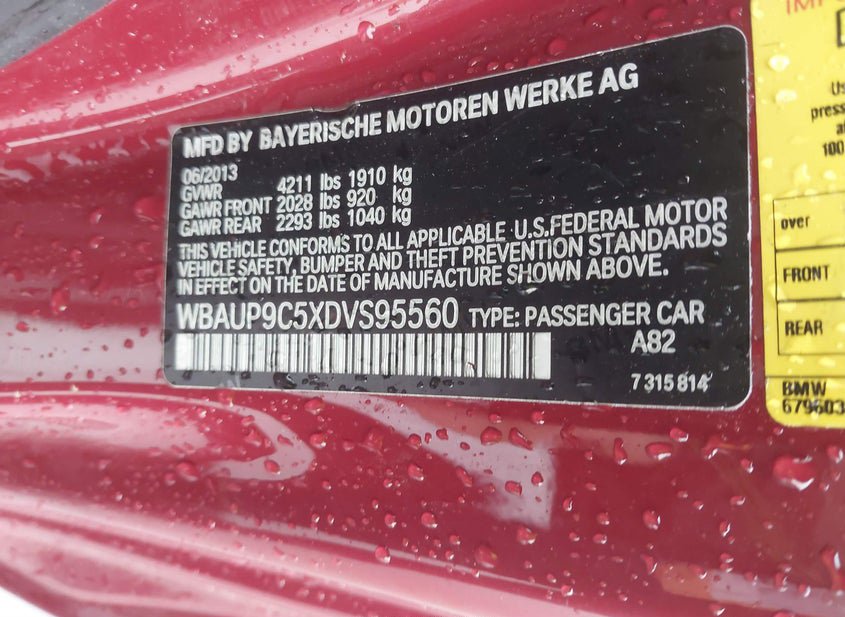 MFD BY BAYERISCHE MOTOREN WERKE AG
06/2013
GVWR 4211 lbs 1910 kg
GAWR FRONT 2028 lbs 920 kg
GAWR REAR 2293 lbs 1040 kg
THIS VEHICLE CONFORMS TO ALL APPLICABLE U.S.FEDERAL MOTOR
VEHICLE SAFETY, BUMPER AND THEFT PREVENTION STANDARDS
IN EFFECT ON THE DATE OF MANUFACTURE SHOWN ABOVE.
WBAUP9C5XDVS95560 TYPE: PASSENGER CAR
A82
7 315 814
over
FRONT
REAR
BMW